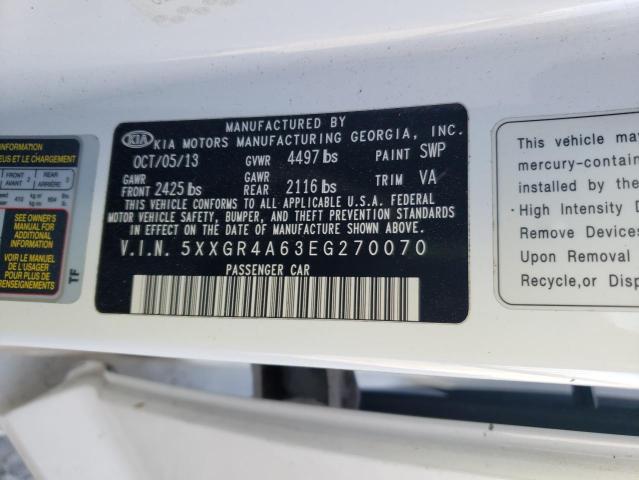 INFORMATION
EUS ET LE CHARGEMENT
FRONT
AVANT 2
REAR
ARRIÈRE 3
SEE OWNER'S
MANUAL FOR
ADDITIONAL
INFORMATION
VOIR LE MANUEL
DE L'USAGER
POUR PLUS DE
RENSEIGNEMENTS
TF
MANUFACTURED BY
KIA KIA MOTORS MANUFACTURING GEORGIA, INC.
OCT/05/13 GVWR 4497 lbs PAINT SWP
GAWR FRONT 2425 lbs GAWR REAR 2116 lbs TRIM VA
THIS VEHICLE CONFORMS TO ALL APPLICABLE U.S.A. FEDERAL
MOTOR VEHICLE SAFETY, BUMPER, AND THEFT PREVENTION STANDARDS
IN EFFECT ON THE DATE OF MANUFACTURE SHOWN ABOVE.
V.I.N. 5XXGR4A63EG270070
PASSENGER CAR
This vehicle ma
mercury-contain
installed by the
• High Intensity D
Remove Devices
Upon Removal
Recycle,or Disp